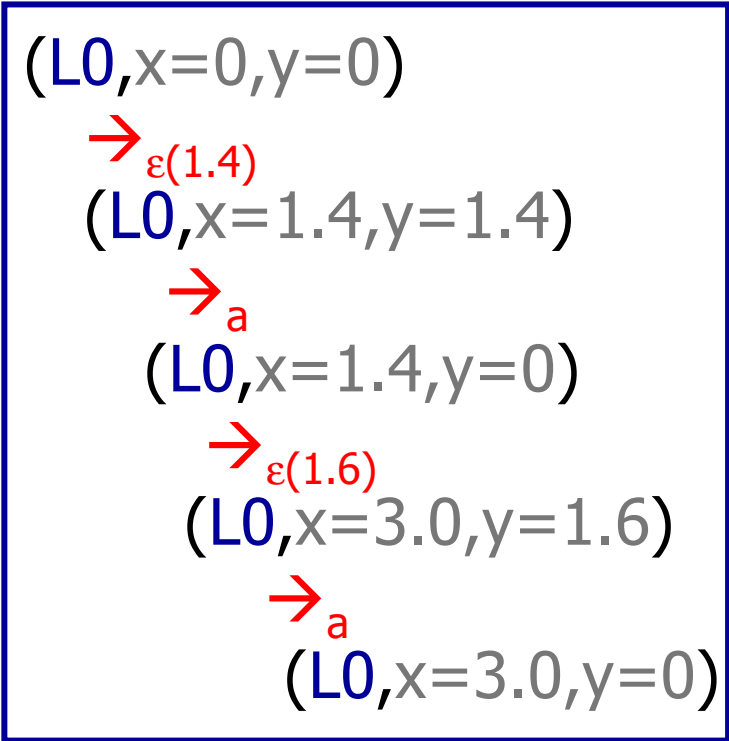 (L0,x=0,y=0)
→ε(1.4)
(L0,x=1.4,y=1.4)
→a
(L0,x=1.4,y=0)
→ε(1.6)
(L0,x=3.0,y=1.6)
→a
(L0,x=3.0,y=0)